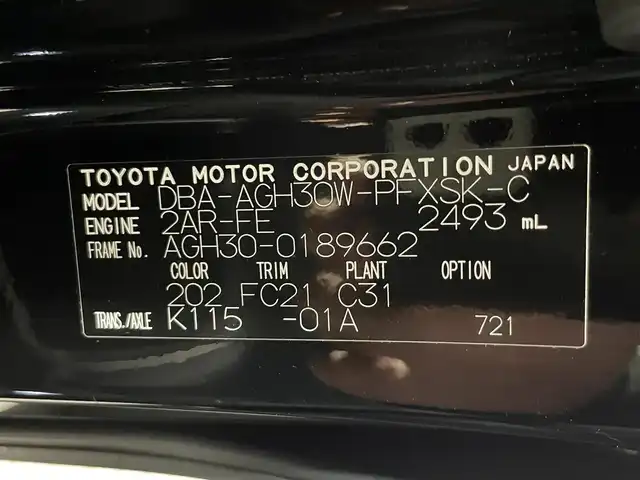 TOYOTA MOTOR CORPORATION JAPAN
MODEL DBA-AGH30W-PFXSK-C
ENGINE 2AR-FE 2493 mL
FRAME No. AGH30-0189662
COLOR TRIM PLANT OPTION
202 FC21 C31
TRANS./AXLE K115 -01A 721